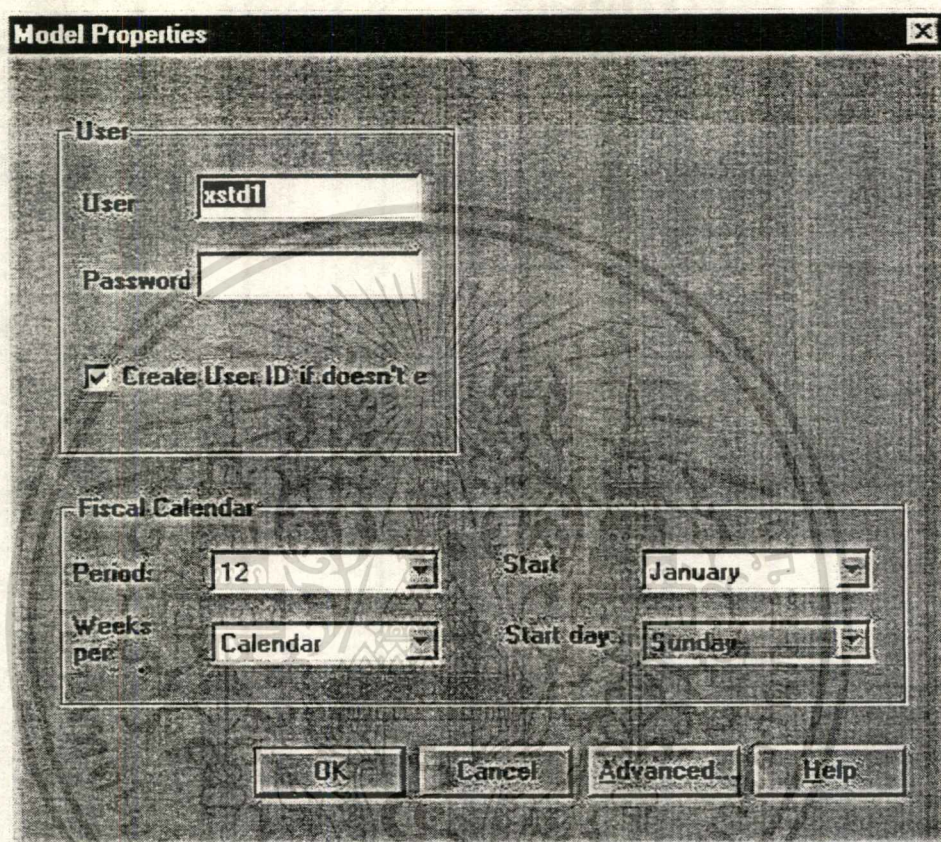 Model Properties
User
User xstd1
Password
Create User ID if doesn't e
Fiscal Calendar
Period: 12
Start January
Weeks per: Calendar
Start day: Sunday
OK Cancel Advanced... Help